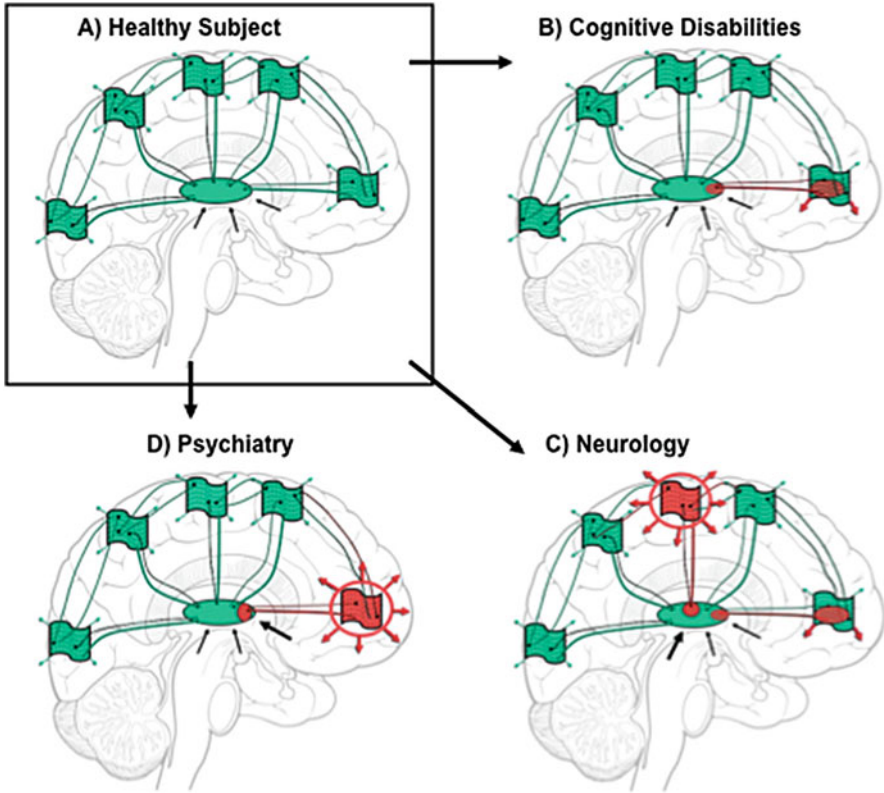 A) Healthy Subject
B) Cognitive Disabilities
D) Psychiatry
C) Neurology